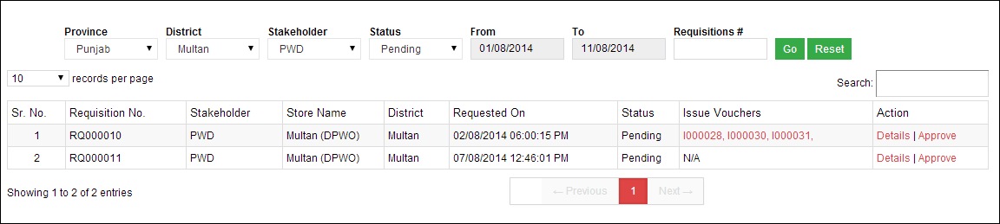 Province District Stakeholder Status From To Requisitions #
Punjab Multan PWD Pending 01/08/2014 11/08/2014 Go Reset
10 records per page
Search:
Sr. No. Requisition No. Stakeholder Store Name District Requested On Status Issue Vouchers Action
1 RQ000010 PWD Multan (DPWO) Multan 02/08/2014 06:00:15 PM Pending I000028, I000030, I000031, Details | Approve
2 RQ000011 PWD Multan (DPWO) Multan 07/08/2014 12:46:01 PM Pending N/A Details | Approve
Showing 1 to 2 of 2 entries ← Previous 1 Next →